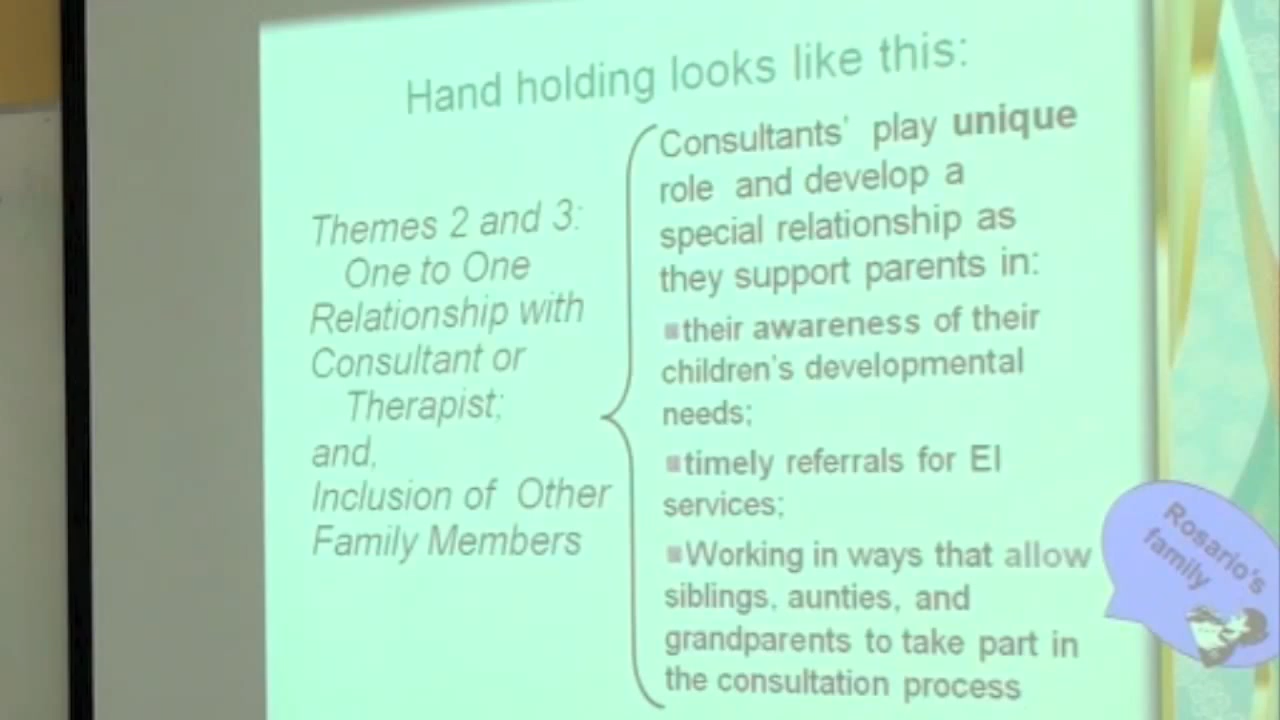 Hand holding looks like this:
Themes 2 and 3:
One to One
Relationship with
Consultant or
Therapist;
and,
Inclusion of Other
Family Members
Consultants' play unique
role and develop a
special relationship as
they support parents in:
▪their awareness of their
children's developmental
needs;
▪timely referrals for EI
services;
▪Working in ways that allow
siblings, aunties, and
grandparents to take part in
the consultation process
Rosario's
family